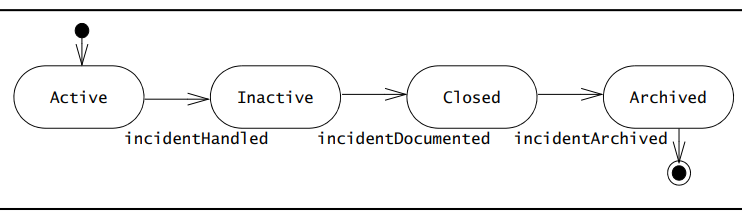 Active
Inactive
Closed
Archived
incidentHandled
incidentDocumented
incidentArchived